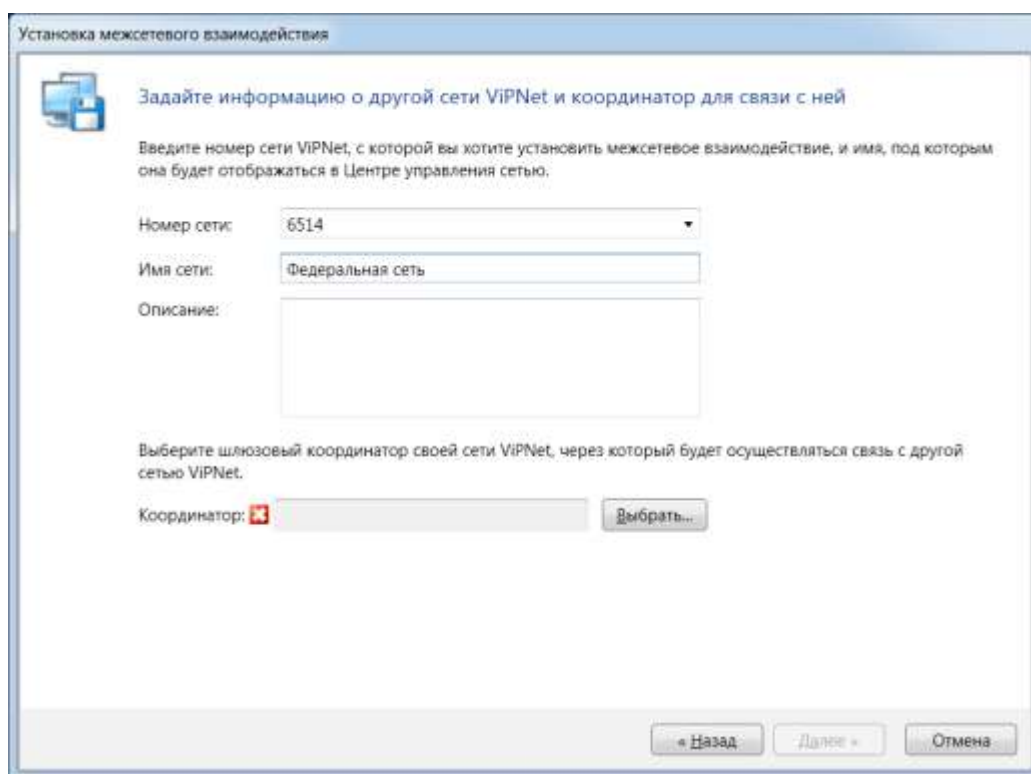 Установка межсетевого взаимодействия
Задайте информацию о другой сети ViPNet и координатор для связи с ней
Введите номер сети ViPNet, с которой вы хотите установить межсетевое взаимодействие, и имя, под которым
она будет отображаться в Центре управления сетью.
Номер сети: 6514
Имя сети: Федеральная сеть
Описание:
Выберите шлюзовый координатор своей сети ViPNet, через который будет осуществляться связь с другой
сетью ViPNet.
Координатор: Выбрать...
« Назад Далее » Отмена